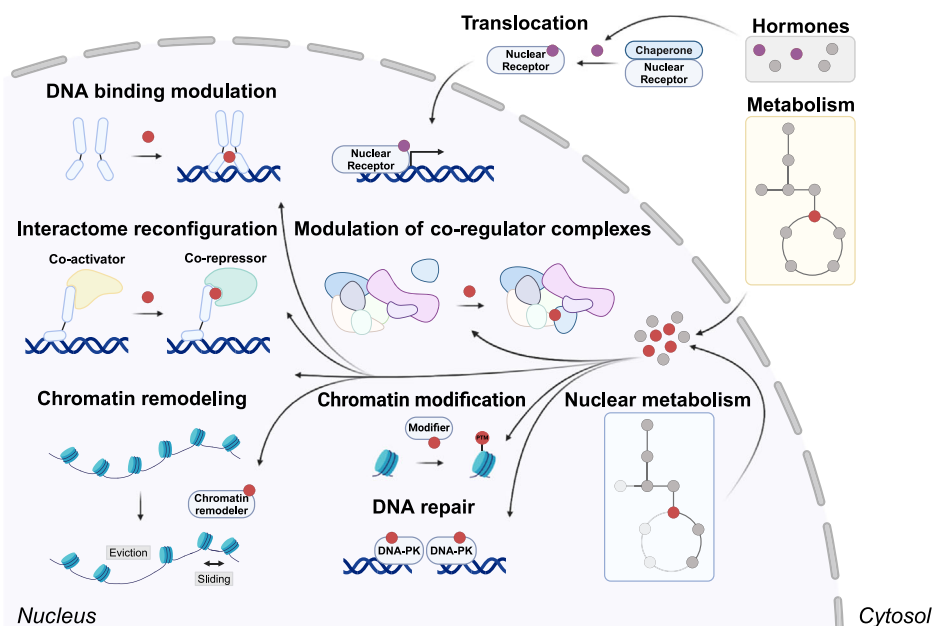 Translocation
Hormones
Nuclear
Receptor
Chaperone
Nuclear
Receptor
DNA binding modulation
Metabolism
Nuclear
Receptor
Interactome reconfiguration
Modulation of co-regulator complexes
Co-activator
Co-repressor
Chromatin remodeling
Chromatin modification
Nuclear metabolism
Modifier
PTM
Chromatin
remodeler
DNA repair
Eviction
DNA-PK
DNA-PK
Sliding
Nucleus
Cytosol